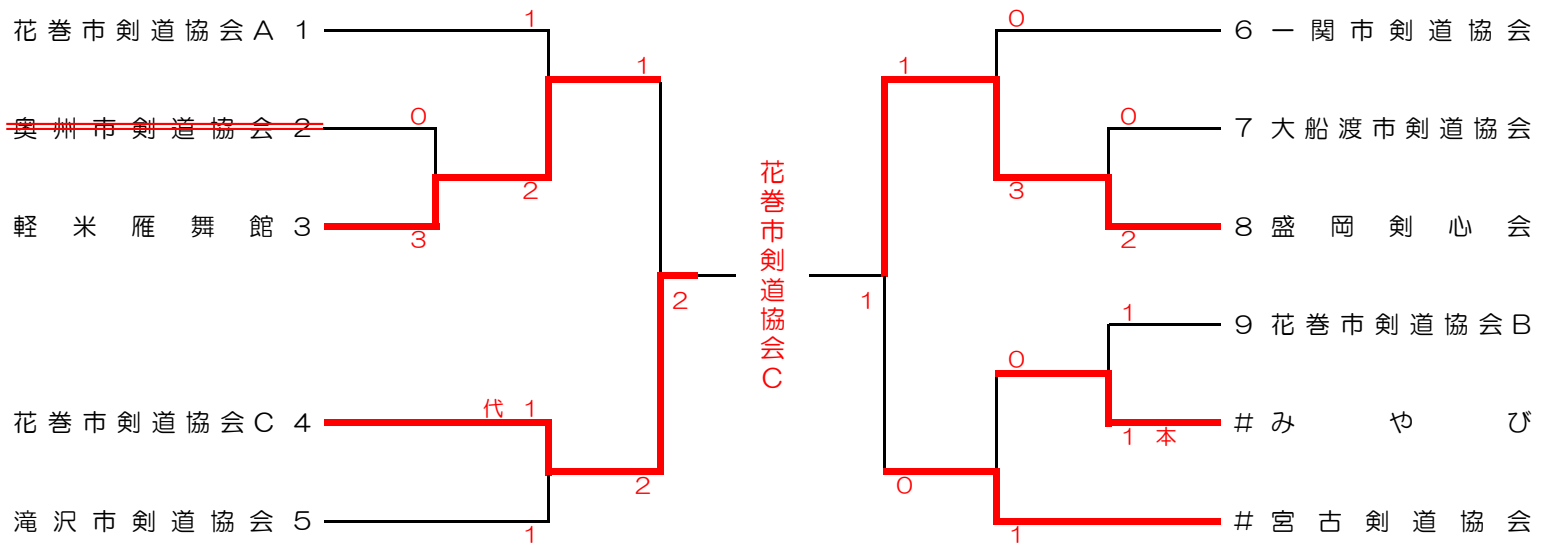 花巻市剣道協会A 1
1
奥州市剣道協会 2
0
軽米雁舞館 3
3
2
1
花巻市剣道協会C 4
代 1
滝沢市剣道協会 5
1
2
2
花巻市剣道協会C
1
1
0
6 一関市剣道協会
0
7 大船渡市剣道協会
3
2
8 盛岡剣心会
1
9 花巻市剣道協会B
0
1 本
# みやび
0
1
# 宮古剣道協会